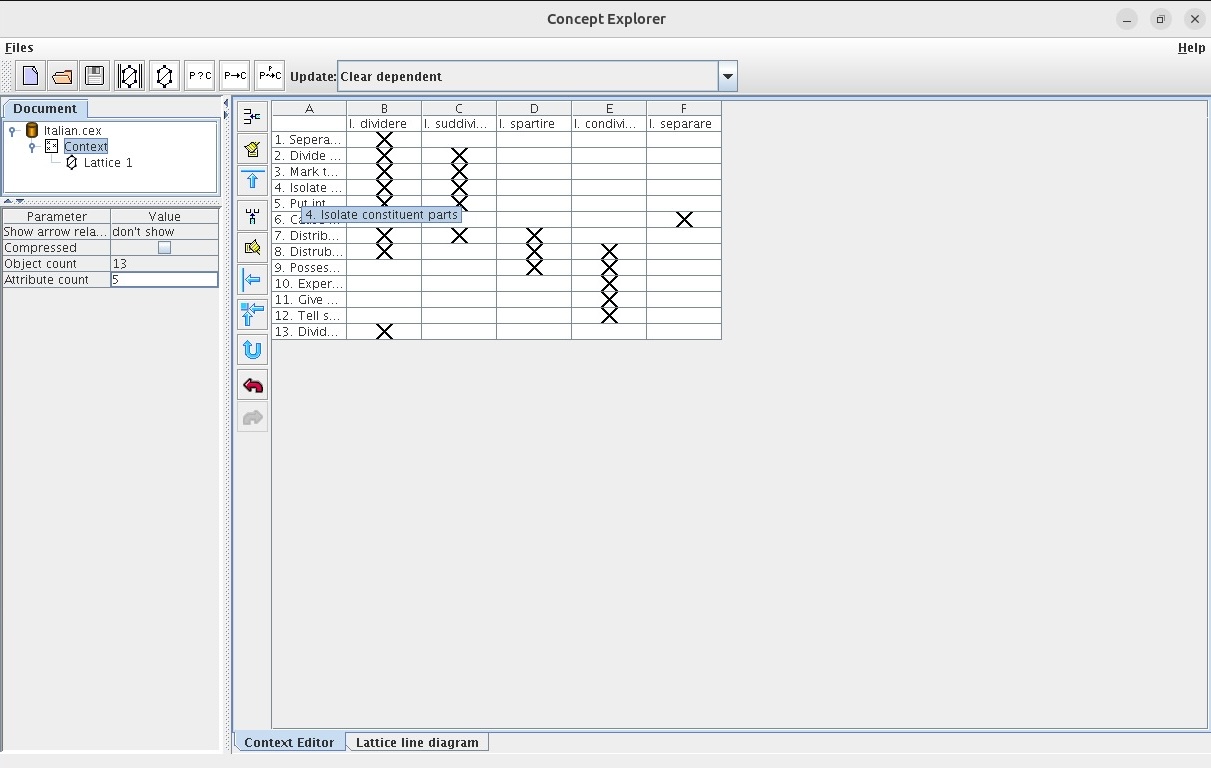 Concept Explorer
Files Help
P?C P→C P→C Update: Clear dependent
Document
Italian.cex
Context
Lattice 1
Parameter Value
Show arrow rela... don't show
Compressed
Object count 13
Attribute count 5
A B C D E F
I. dividere I. suddivi... I. spartire I. condivi... I. separare
1. Sepera...
2. Divide ...
3. Mark t...
4. Isolate ...
5. Put int...
4. Isolate constituent parts
6.
7. Distrib...
8. Distrub...
9. Posses...
10. Exper...
11. Give ...
12. Tell s...
13. Divid...
Context Editor Lattice line diagram